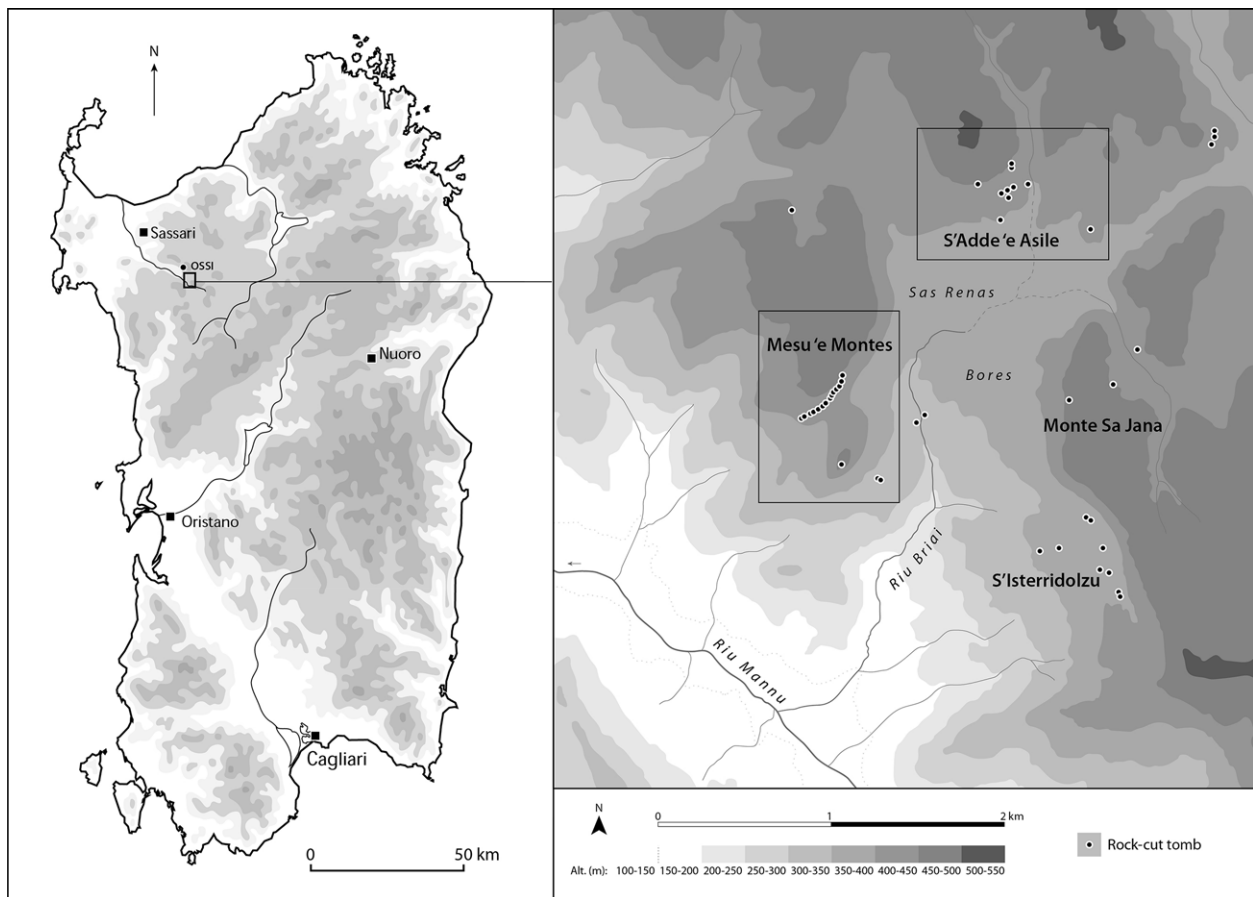 N
Sassari
OSSI
Nuoro
Oristano
Cagliari
0 50 km
S'Adde 'e Asile
Sas Renas
Mesu 'e Montes
Bores
Monte Sa Jana
Riu Briai
S'Isterridolzu
Riu Mannu
N
0 1 2 km
Alt. (m): 100-150 150-200 200-250 250-300 300-350 350-400 400-450 450-500 500-550
Rock-cut tomb